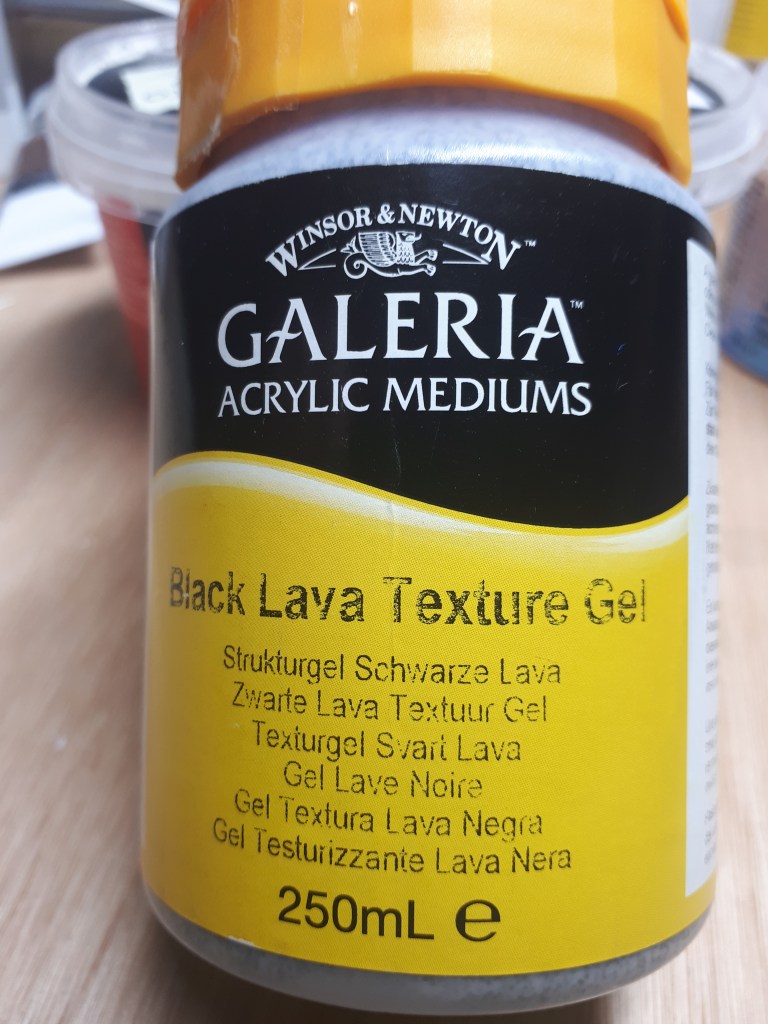 WINSOR & NEWTON™
GALERIA™
ACRYLIC MEDIUMS
Black Lava Texture Gel
Strukturgel Schwarze Lava
Zwarte Lava Textuur Gel
Texturgel Svart Lava
Gel Lave Noire
Gel Textura Lava Negra
Gel Testurizzante Lava Nera
250mL ℮